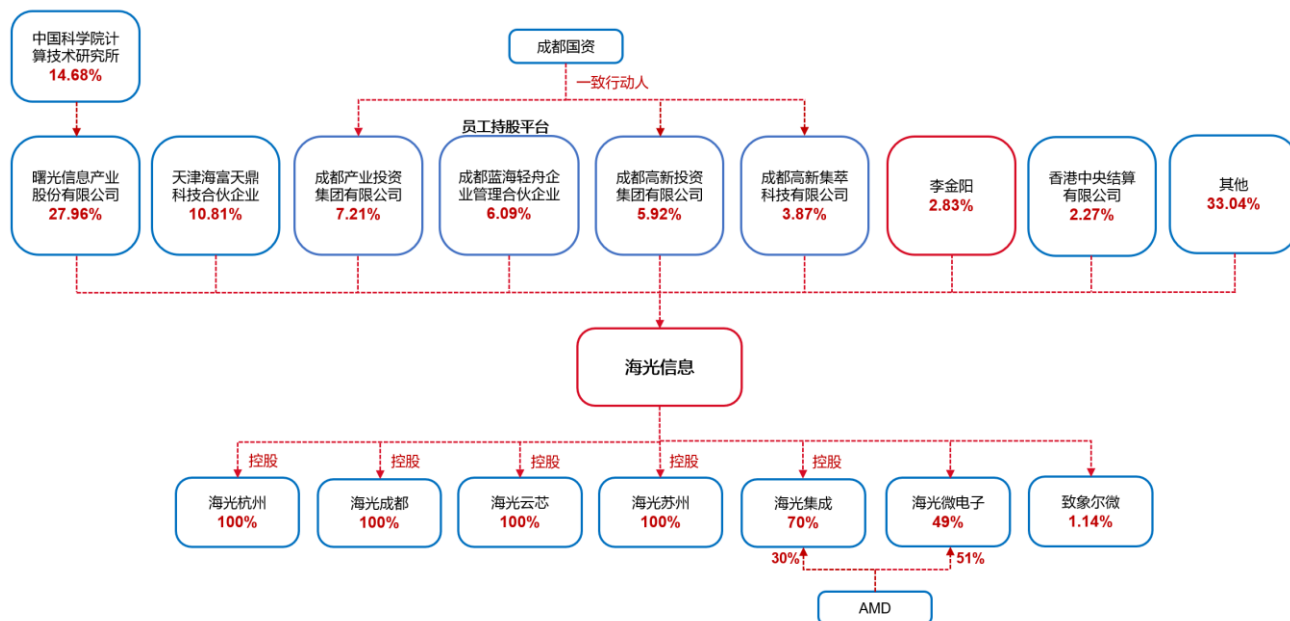 中国科学院计
算技术研究所
14.68%
成都国资
一致行动人
员工持股平台
曙光信息产业
股份有限公司
27.96%
天津海富天鼎
科技合伙企业
10.81%
成都产业投资
集团有限公司
7.21%
成都蓝海轻舟企
业管理合伙企业
6.09%
成都高新投资
集团有限公司
5.92%
成都高新集萃
科技有限公司
3.87%
李金阳
2.83%
香港中央结算
有限公司
2.27%
其他
33.04%
海光信息
控股
控股
控股
控股
控股
海光杭州
100%
海光成都
100%
海光云芯
100%
海光苏州
100%
海光集成
70%
海光微电子
49%
致象尔微
1.14%
30%
51%
AMD